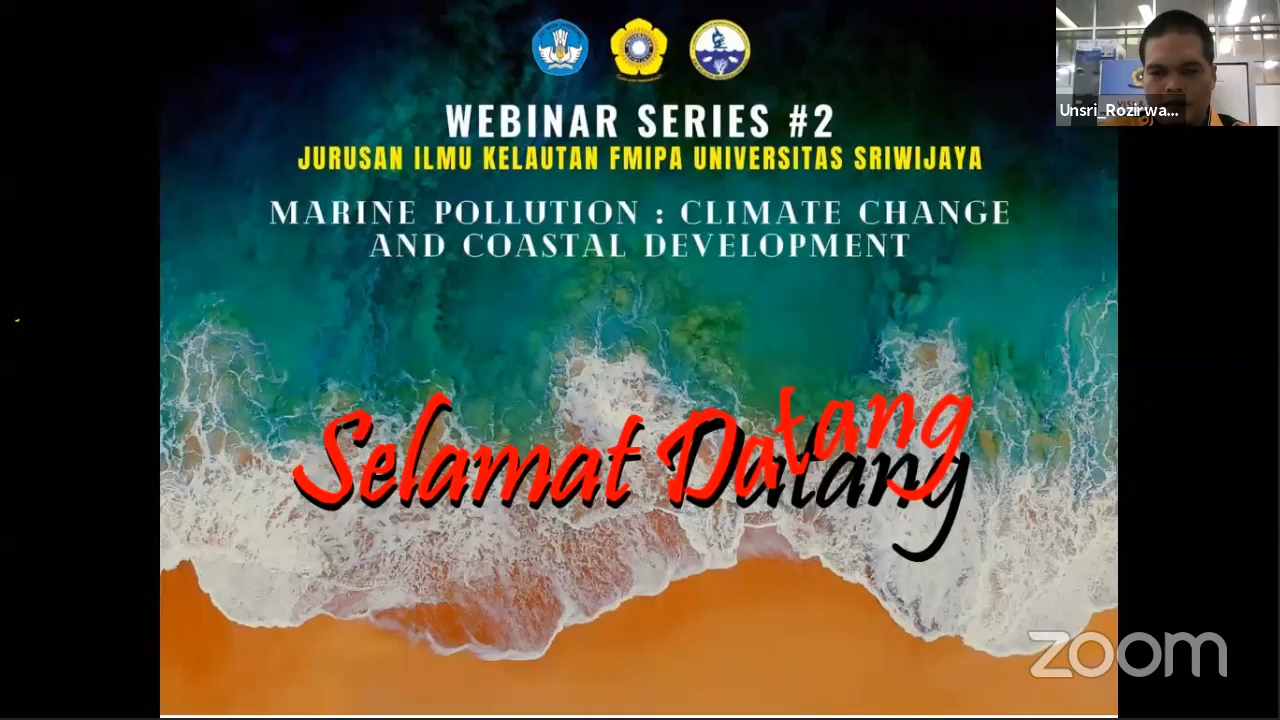 WEBINAR SERIES #2
JURUSAN ILMU KELAUTAN FMIPA UNIVERSITAS SRIWIJAYA
MARINE POLLUTION : CLIMATE CHANGE
AND COASTAL DEVELOPMENT
Selamat Datang
Unsri_Rozirwa...
zoom